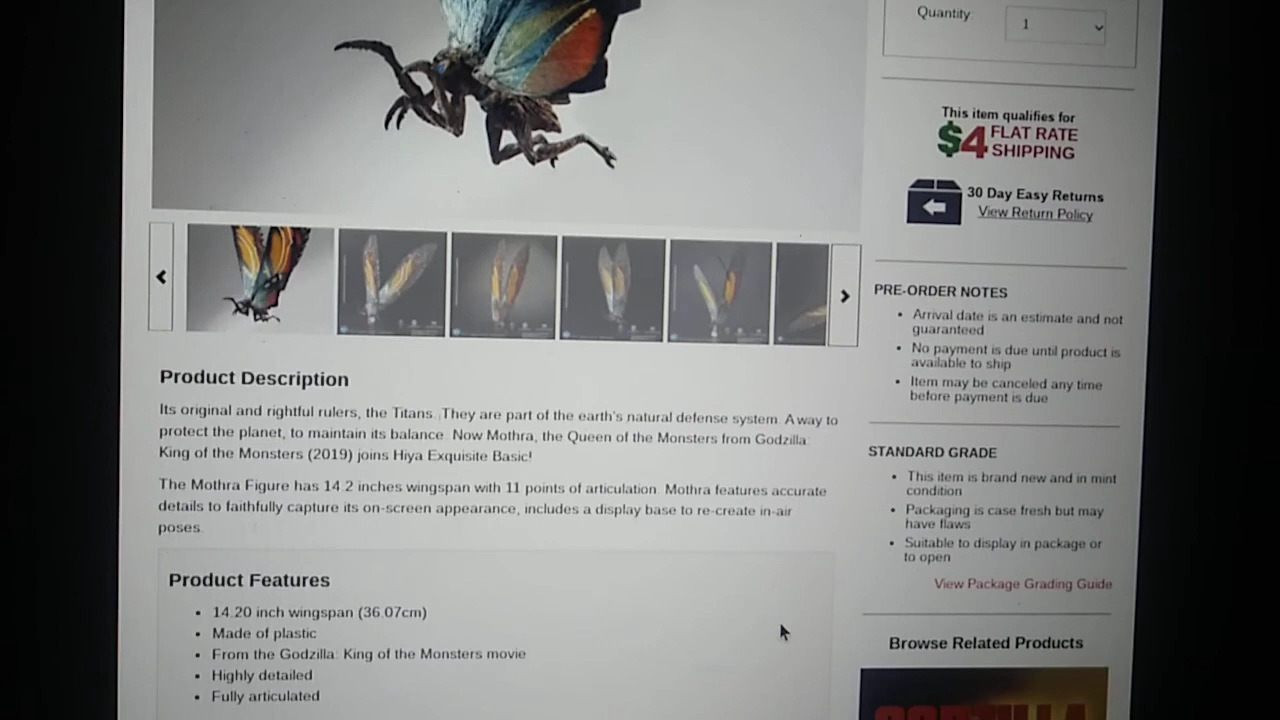 Quantity
1
This item qualifies for
$4 FLAT RATE
SHIPPING
30 Day Easy Returns
View Return Policy
PRE-ORDER NOTES
• Arrival date is an estimate and not
guaranteed
• No payment is due until product is
available to ship
• Item may be canceled any time
before payment is due
STANDARD GRADE
• This item is brand new and in mint
condition
• Packaging is case fresh but may
have flaws
• Suitable to display in package or
to open
View Package Grading Guide
Browse Related Products
Product Description
Its original and rightful rulers, the Titans. They are part of the earth's natural defense system. A way to
protect the planet, to maintain its balance. Now Mothra, the Queen of the Monsters from Godzilla:
King of the Monsters (2019) joins Hiya Exquisite Basic!
The Mothra Figure has 14.2 inches wingspan with 11 points of articulation. Mothra features accurate
details to faithfully capture its on-screen appearance, includes a display base to re-create in-air
poses.
Product Features
• 14.20 inch wingspan (36.07cm)
• Made of plastic
• From the Godzilla: King of the Monsters movie
• Highly detailed
• Fully articulated